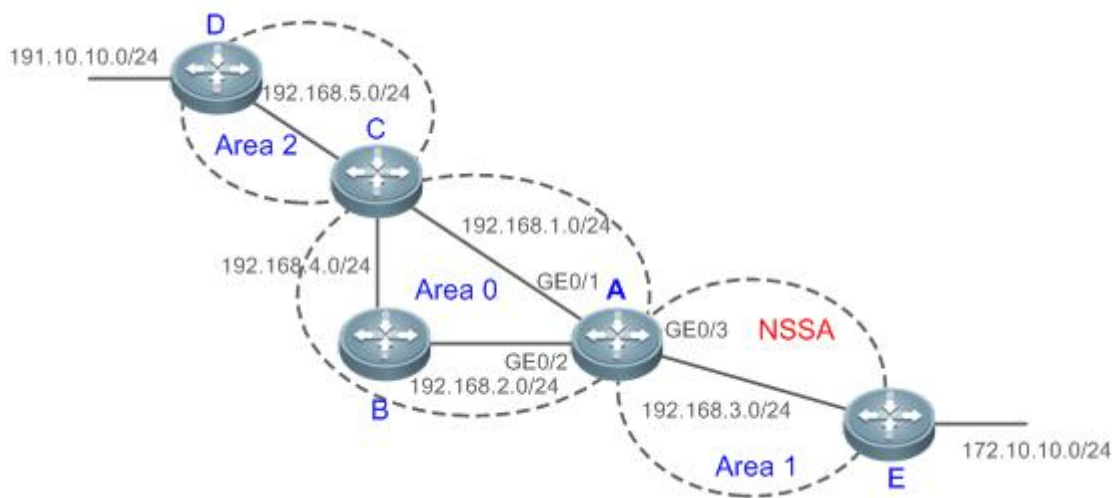 D
191.10.10.0/24
192.168.5.0/24
Area 2
C
192.168.1.0/24
192.168.4.0/24
GE0/1
Area 0
A
GE0/3
NSSA
GE0/2
192.168.2.0/24
B
192.168.3.0/24
172.10.10.0/24
Area 1
E